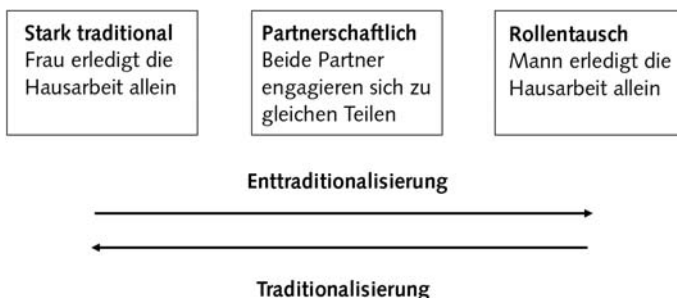 Stark traditional
Frau erledigt die
Hausarbeit allein
Partnerschaftlich
Beide Partner
engagieren sich zu
gleichen Teilen
Rollentausch
Mann erledigt die
Hausarbeit allein
Enttraditionalisierung
Traditionalisierung